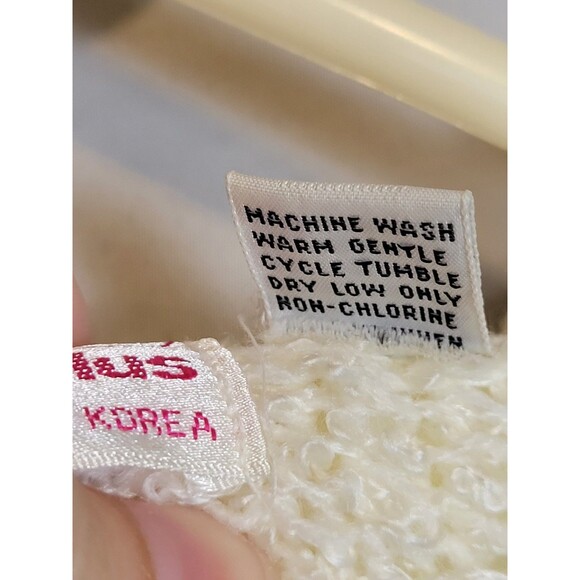 MACHINE WASH
WARM GENTLE
CYCLE TUMBLE
DRY LOW ONLY
NON-CHLORINE
KOREA